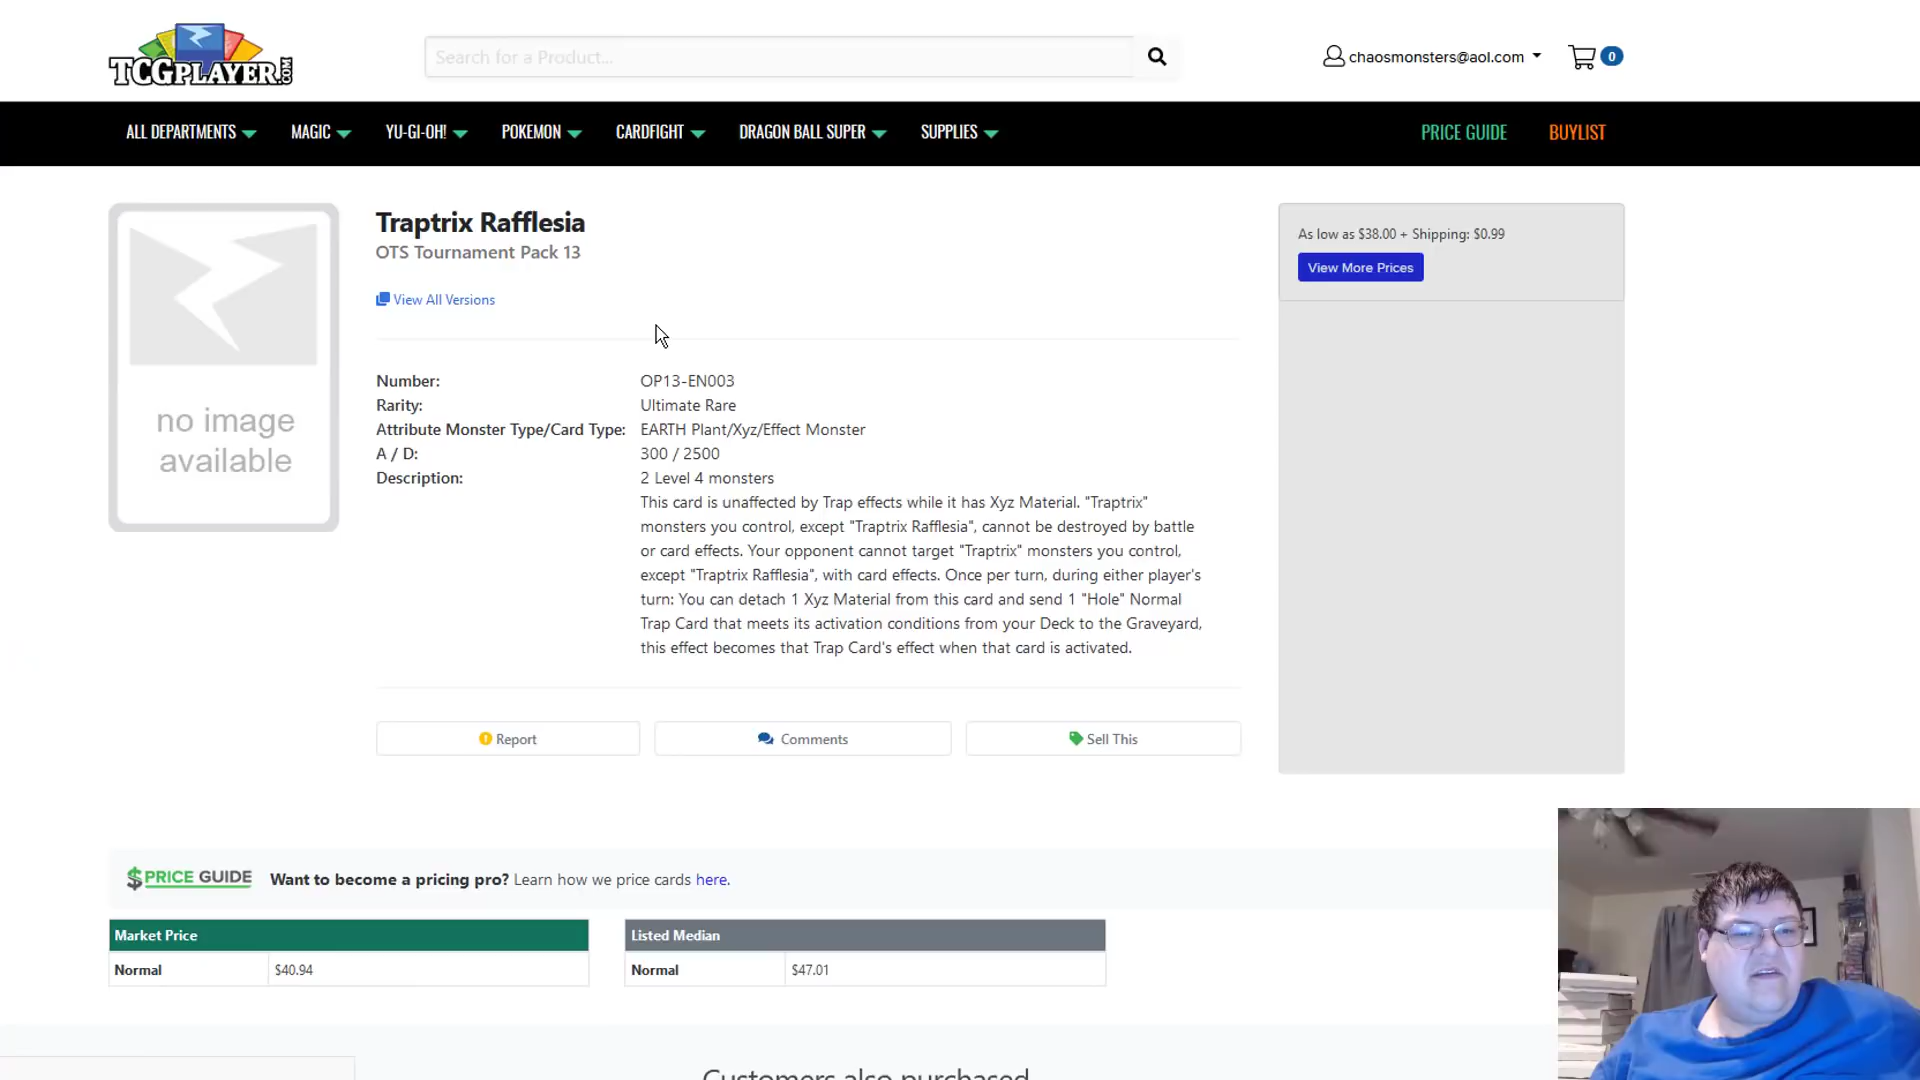 TCGPLAYER.COM
Search for a Product...
chaosmonsters@aol.com
0
ALL DEPARTMENTS
MAGIC
YU-GI-OH!
POKEMON
CARDFIGHT
DRAGON BALL SUPER
SUPPLIES
PRICE GUIDE
BUYLIST
no image
available
Traptrix Rafflesia
OTS Tournament Pack 13
View All Versions
Number: OP13-EN003
Rarity: Ultimate Rare
Attribute Monster Type/Card Type: EARTH Plant/Xyz/Effect Monster
A / D: 300 / 2500
Description: 2 Level 4 monsters
This card is unaffected by Trap effects while it has Xyz Material. "Traptrix"
monsters you control, except "Traptrix Rafflesia", cannot be destroyed by battle
or card effects. Your opponent cannot target "Traptrix" monsters you control,
except "Traptrix Rafflesia", with card effects. Once per turn, during either player's
turn: You can detach 1 Xyz Material from this card and send 1 "Hole" Normal
Trap Card that meets its activation conditions from your Deck to the Graveyard,
this effect becomes that Trap Card's effect when that card is activated.
Report
Comments
Sell This
As low as $38.00 + Shipping: $0.99
View More Prices
$PRICE GUIDE Want to become a pricing pro? Learn how we price cards here.
Market Price
Normal $40.94
Listed Median
Normal $47.01
Customers also purchased